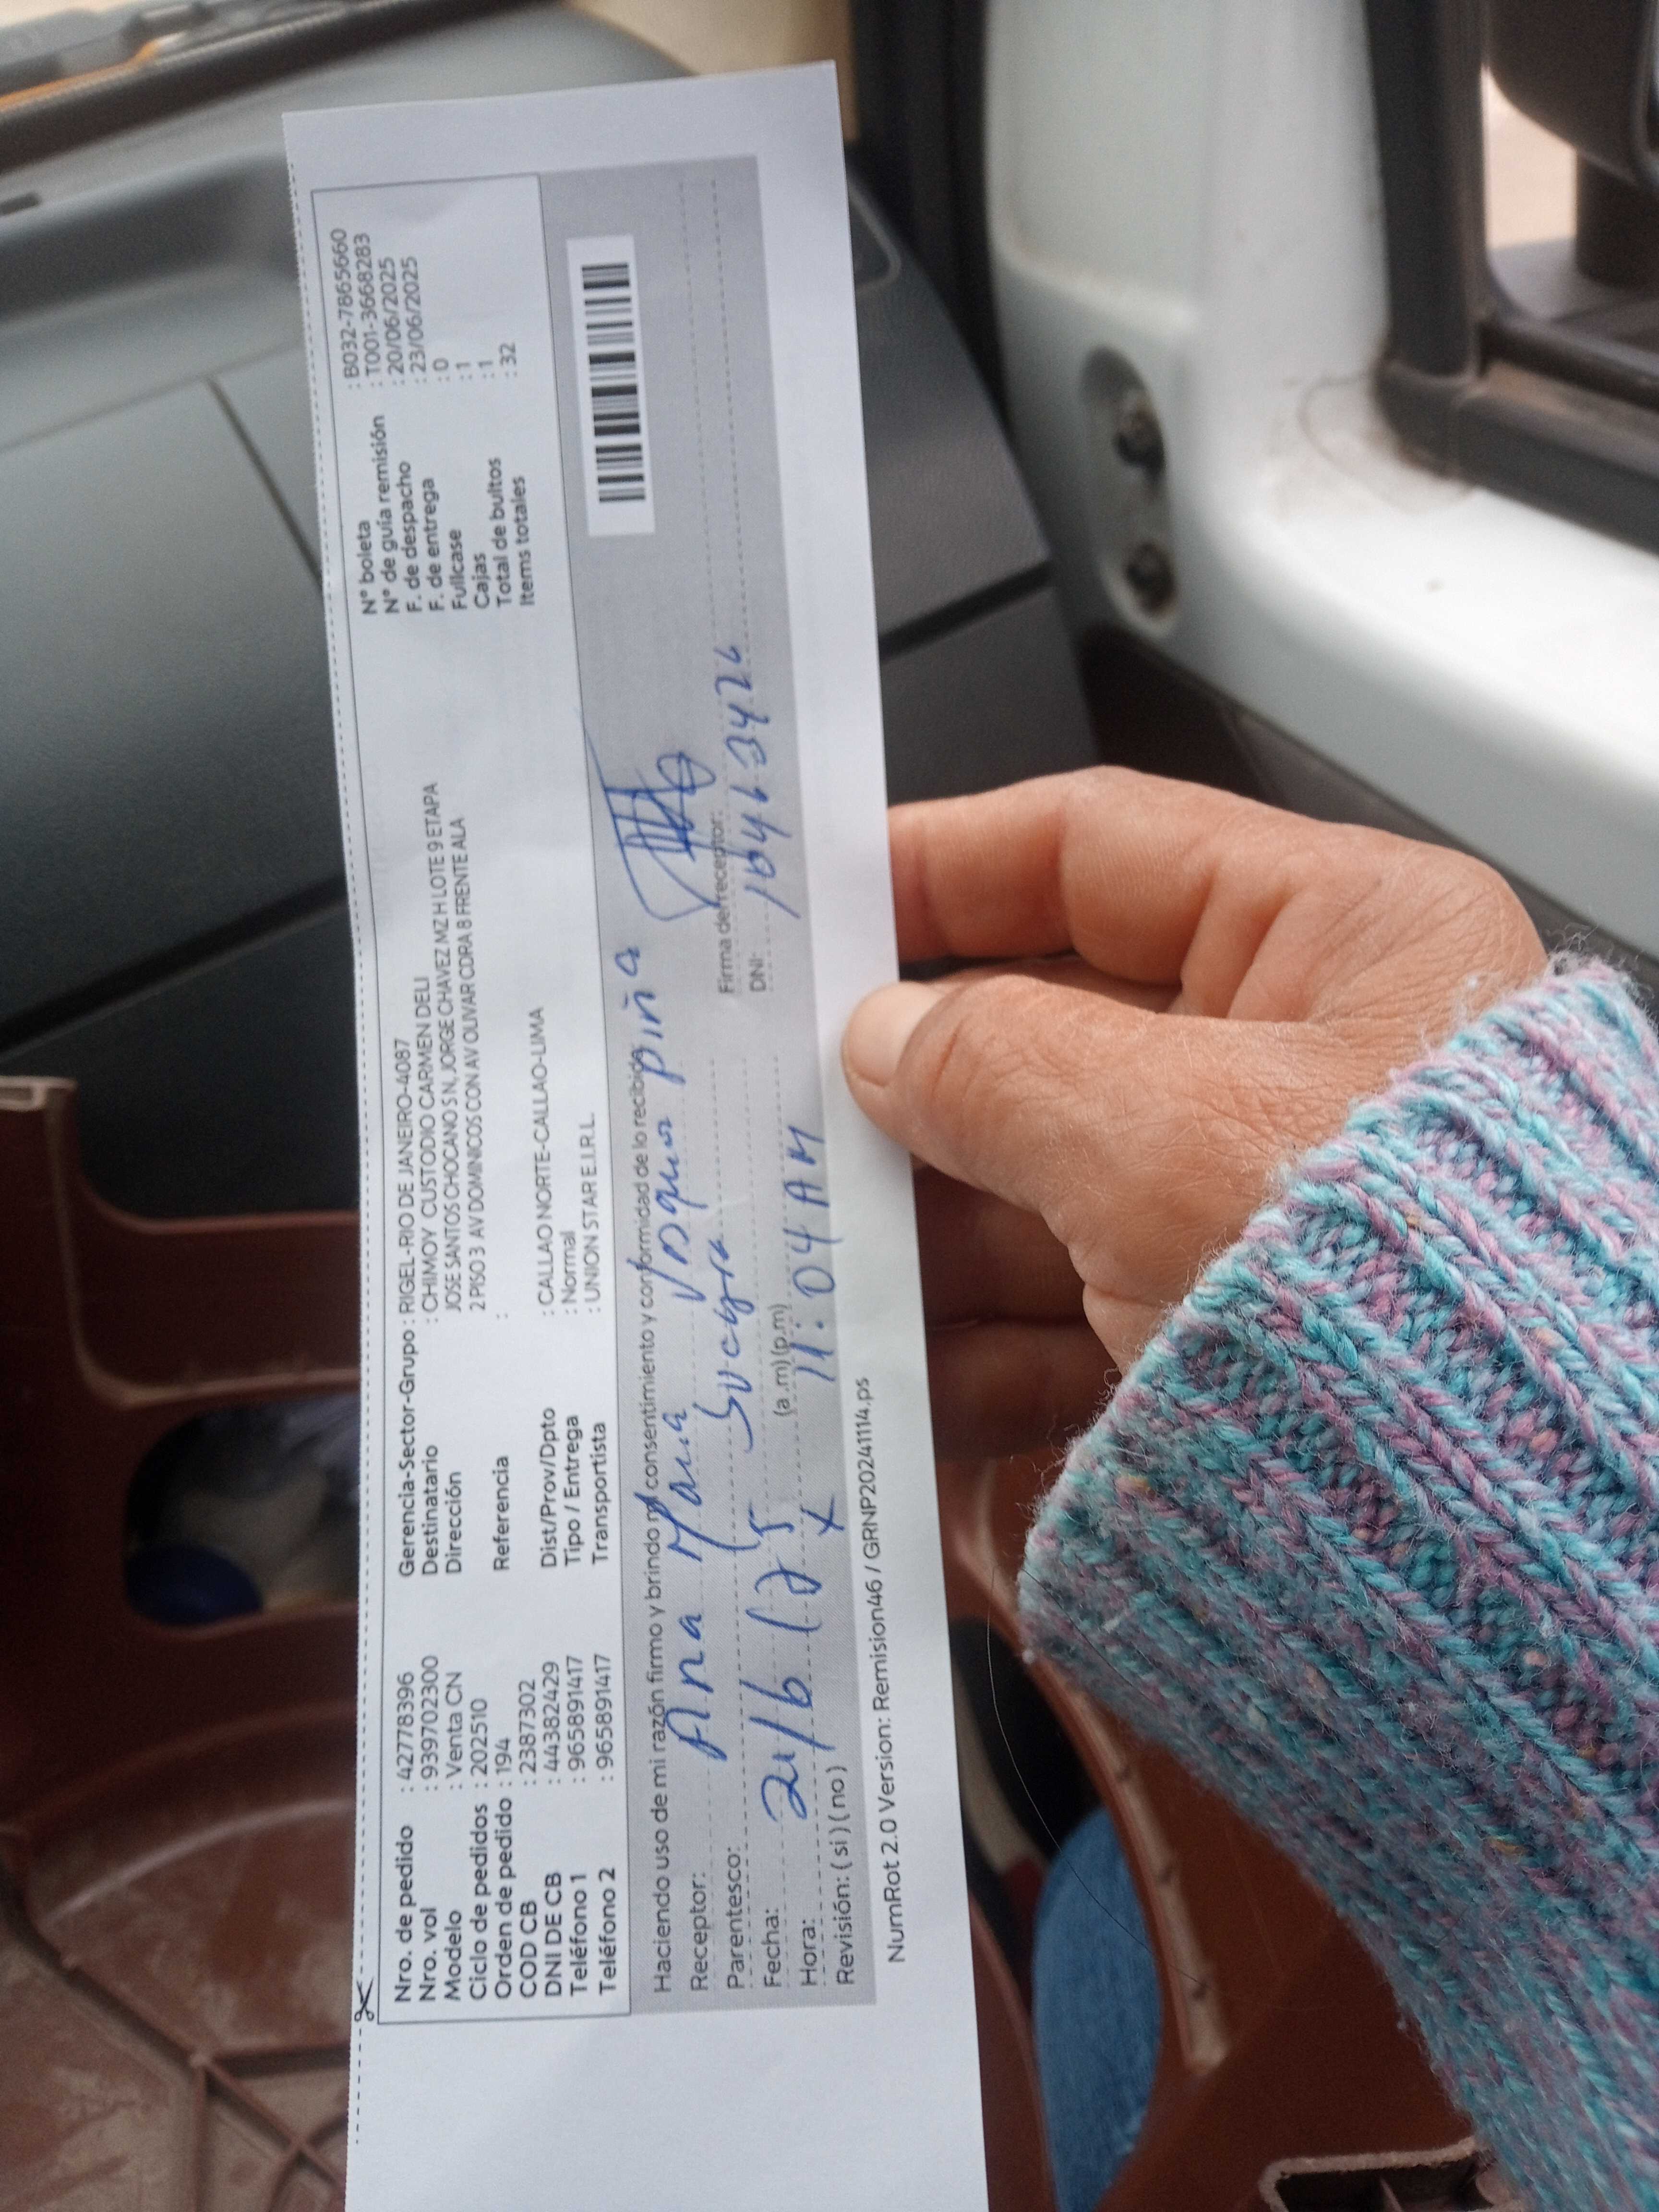 Nro. de pedido : 42778396
Nro. vol : 939702300
Modelo : Venta CN
Ciclo de pedidos : 202510
Orden de pedido : 194
COD CB : 2387302
DNI DE CB : 44382429
Teléfono 1 : 965891417
Teléfono 2 : 965891417
Gerencia-Sector-Grupo : RIGEL-RIO DE JANEIRO-4087
Destinatario : CHIMOY CUSTODIO CARMEN DELI
Dirección JOSE SANTOS CHOCANO S N, JORGE CHAVEZ MZ H LOTE 9 ETAPA
2 PISO 3 AV DOMINICOS CON AV OLIVAR CDRA 8 FRENTE ALA
Referencia :
Dist/Prov/Dpto : CALLAO NORTE-CALLAO-LIMA
Tipo / Entrega : Normal
Transportista : UNION STAR E.I.R.L.
N° boleta : B032-7865660
N° de guía remisión : T001-3668283
F. de despacho : 20/06/2025
F. de entrega : 23/06/2025
Fullcase : 0
Cajas : 1
Total de bultos : 1
Items totales : 32
Haciendo uso de mi razón firmo y brindo mi consentimiento y conformidad de lo recibido
Receptor: Ana Maria piña
Parentesco: Suegra
Fecha:
Hora: (a.m) (p.m) 11:04 AM
Revisión: ( si ) ( no ) x
Firma del receptor:
DNI:
NumRot 2.0 Version: Remision46 / GRNP20241114.ps